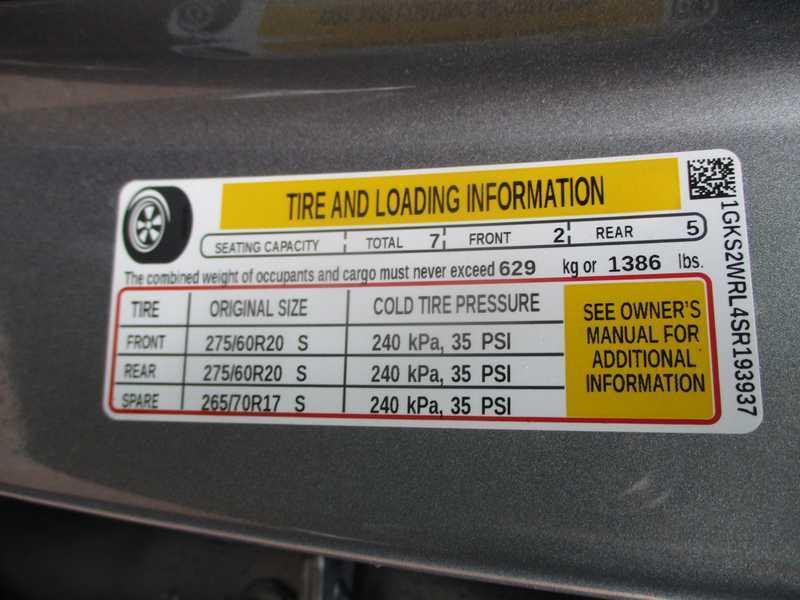 TIRE AND LOADING INFORMATION
SEATING CAPACITY TOTAL 7 FRONT 2 REAR 5
The combined weight of occupants and cargo must never exceed 629 kg or 1386 lbs.
TIRE ORIGINAL SIZE COLD TIRE PRESSURE
FRONT 275/60R20 S 240 kPa, 35 PSI
REAR 275/60R20 S 240 kPa, 35 PSI
SPARE 265/70R17 S 240 kPa, 35 PSI
SEE OWNER'S
MANUAL FOR
ADDITIONAL
INFORMATION
1GKS2WRL4SR193937